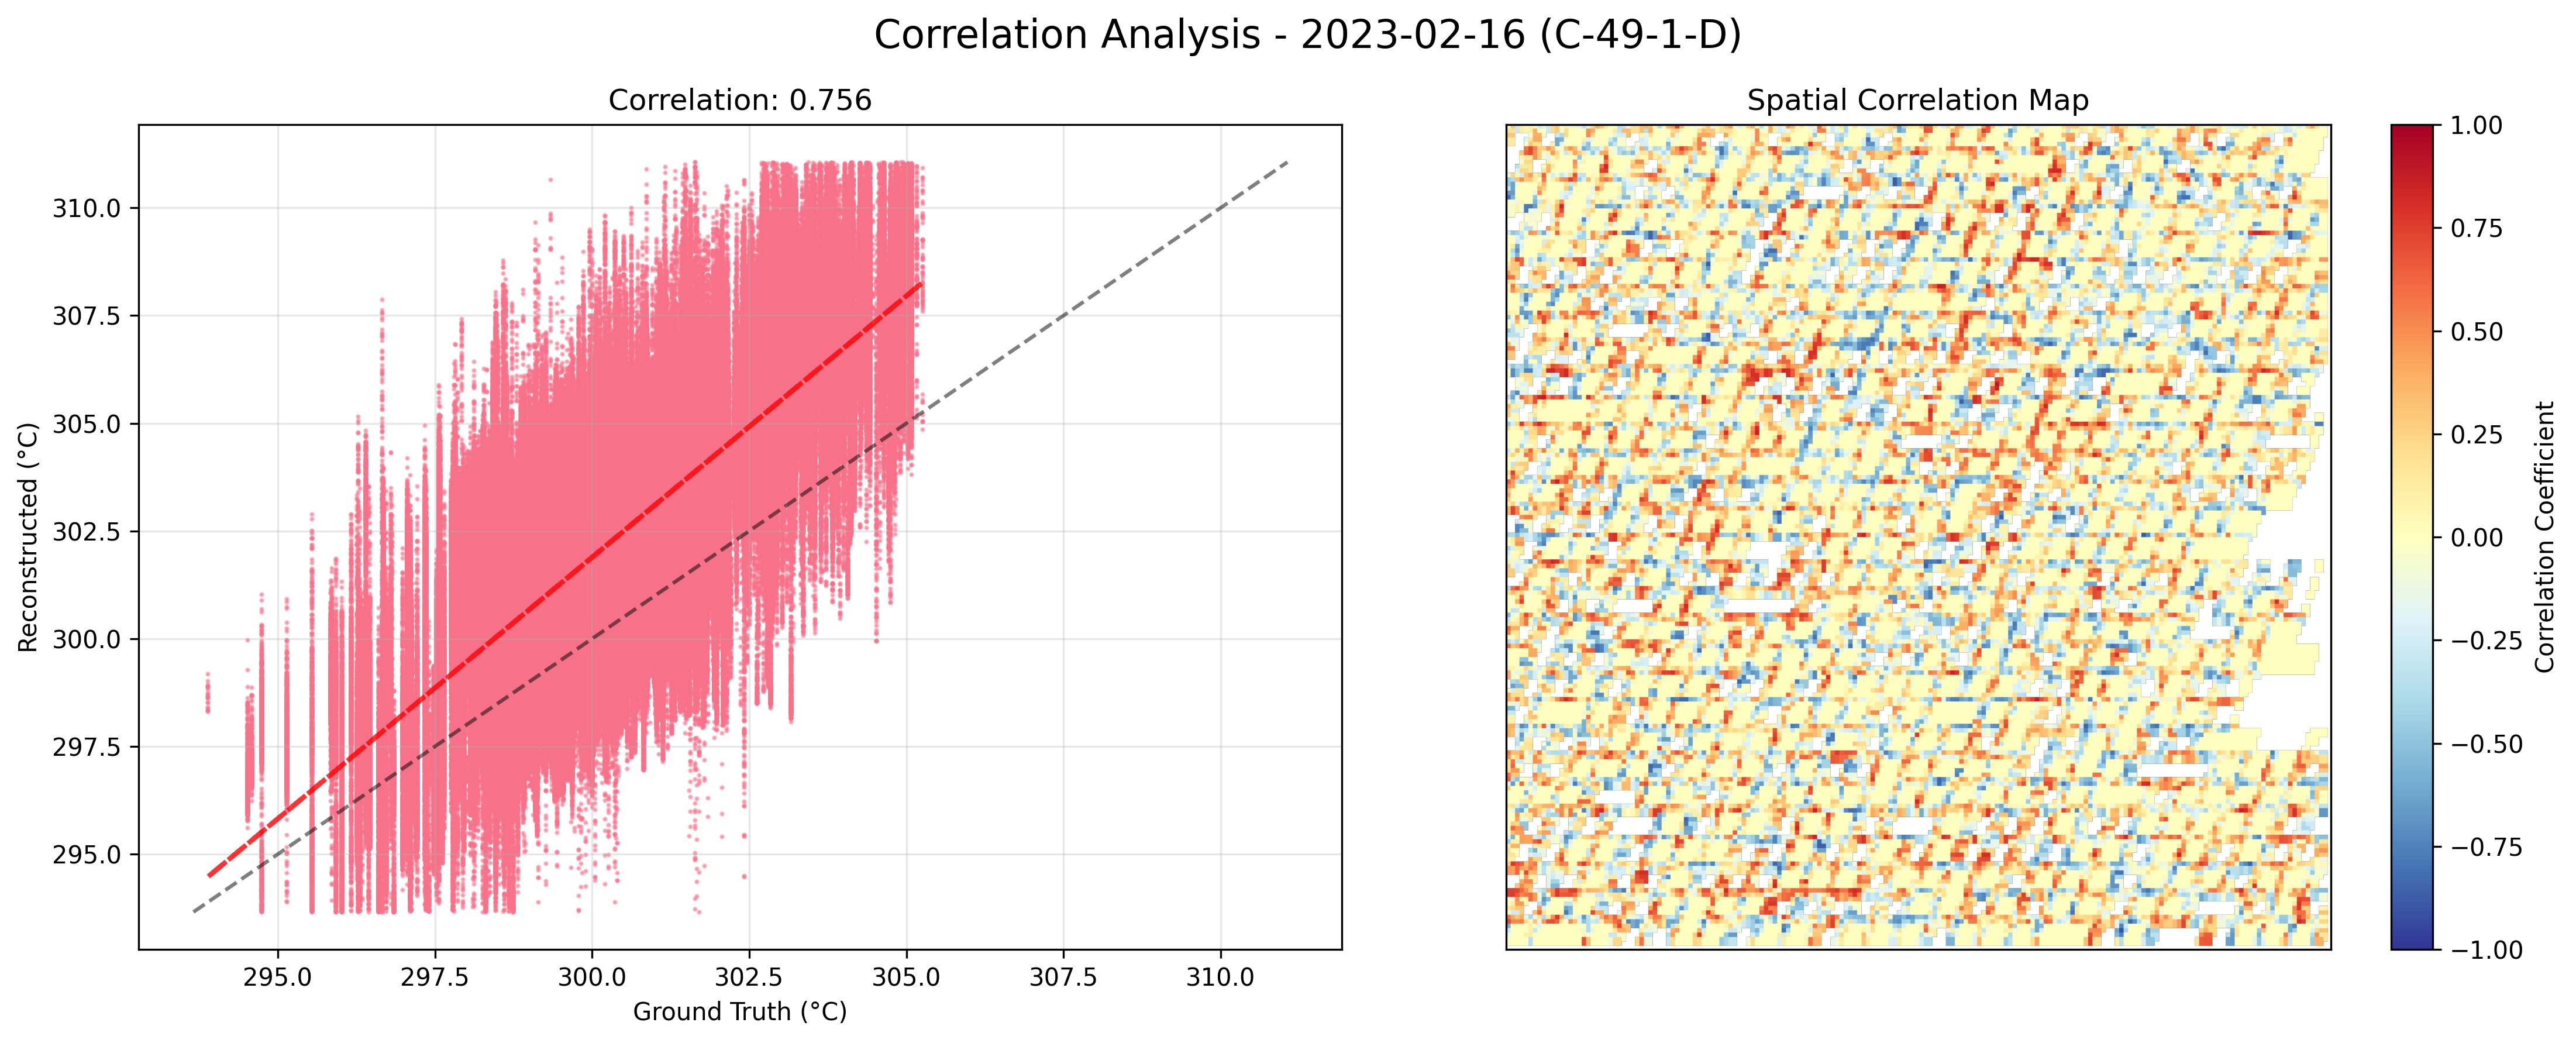 Correlation Analysis - 2023-02-16 (C-49-1-D)
Correlation: 0.756
310.0
307.5
305.0
302.5
300.0
297.5
295.0
Reconstructed (°C)
295.0 297.5 300.0 302.5 305.0 307.5 310.0
Ground Truth (°C)
Spatial Correlation Map
1.00
0.75
0.50
0.25
0.00
−0.25
−0.50
−0.75
−1.00
Correlation Coefficient